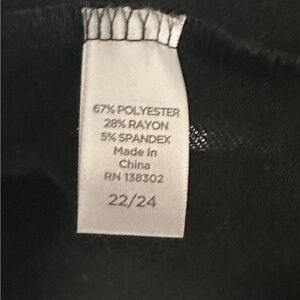 67% POLYESTER
28% RAYON
5% SPANDEX
Made in
China
RN 138302
22/24